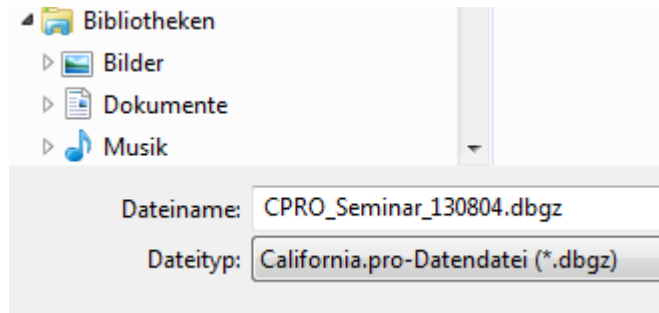 Bibliotheken
Bilder
Dokumente
Musik
Dateiname: CPRO_Seminar_130804.dbgz
Dateityp: California.pro-Datendatei (*.dbgz)